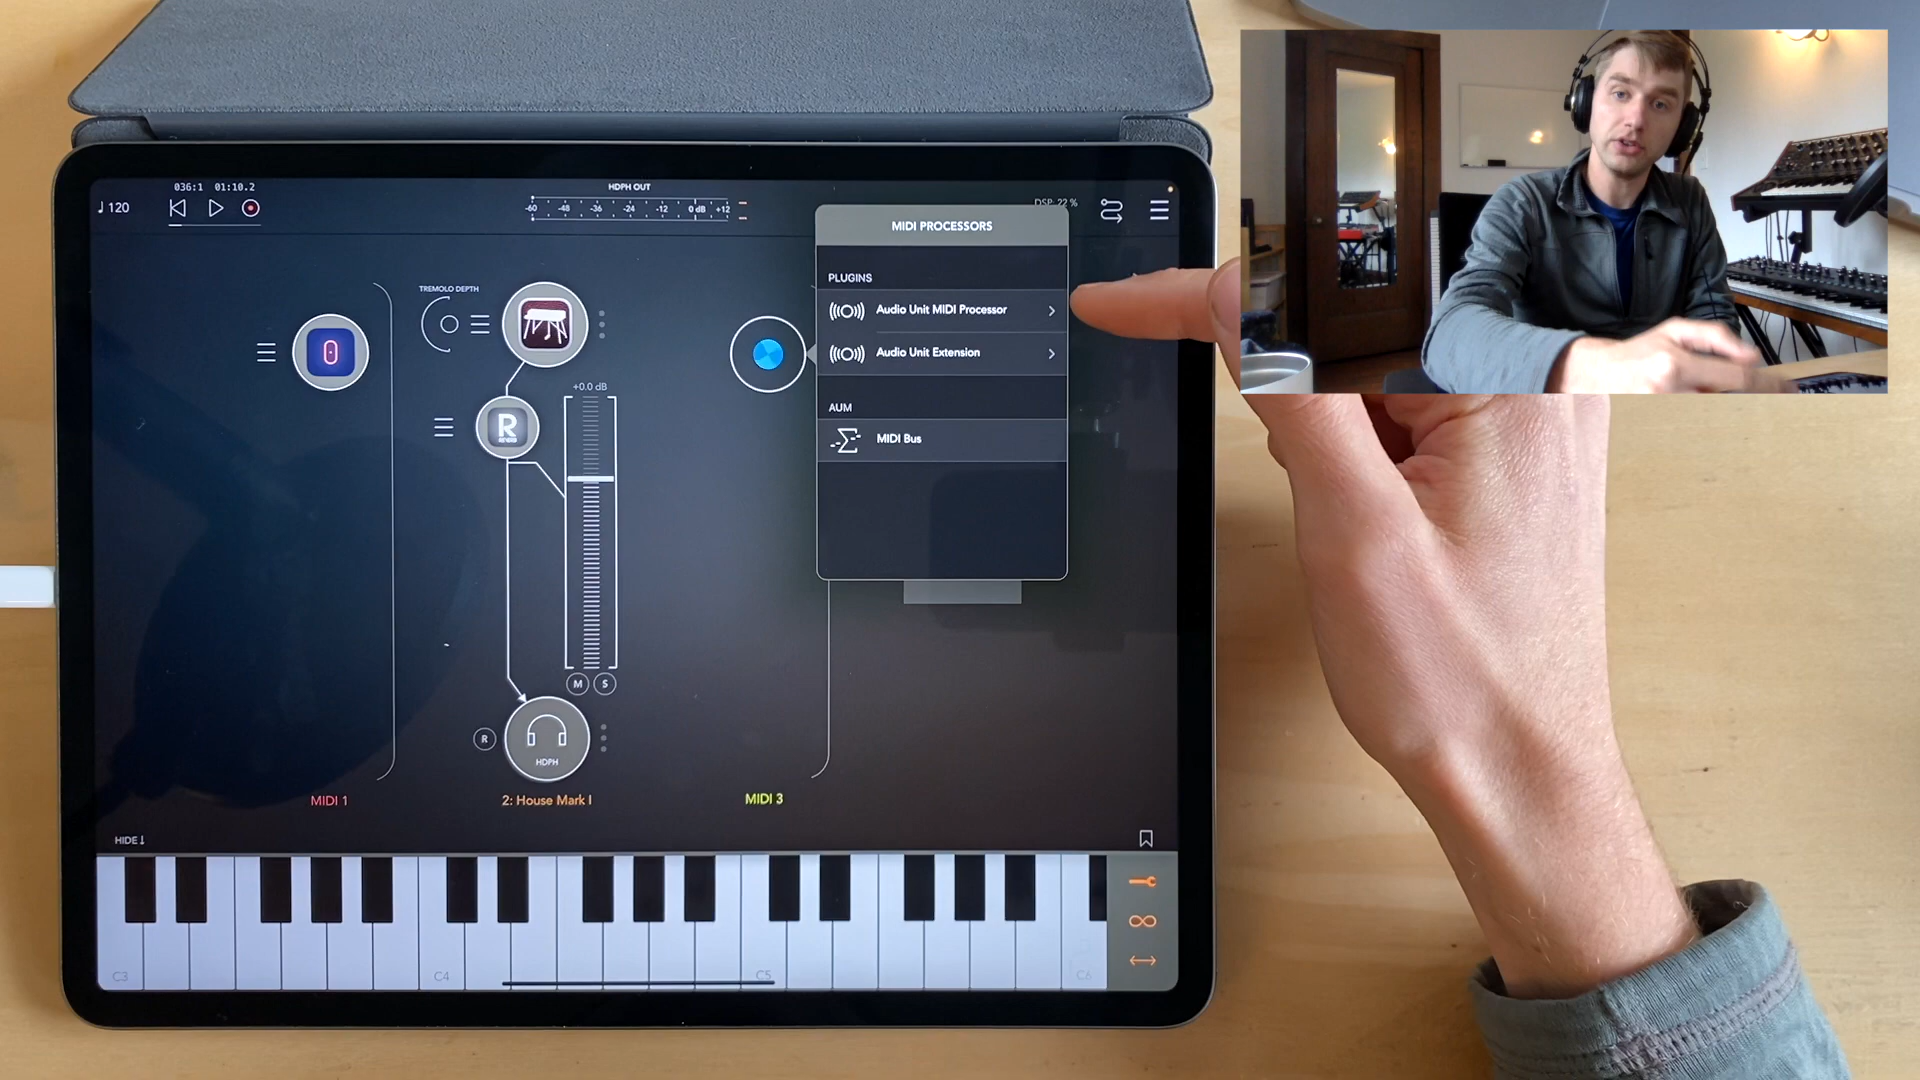 036:1 01:10.2
120
HDPH OUT
-60 -48 -36 -24 -12 0 dB +12
DSP: 22 %
MIDI PROCESSORS
PLUGINS
Audio Unit MIDI Processor
Audio Unit Extension
AUM
MIDI Bus
TREMOLO DEPTH
0
R
+0.0 dB
M S
R
HDPH
MIDI 1
2: House Mark I
MIDI 3
HIDE
C3 C4 C5 C6